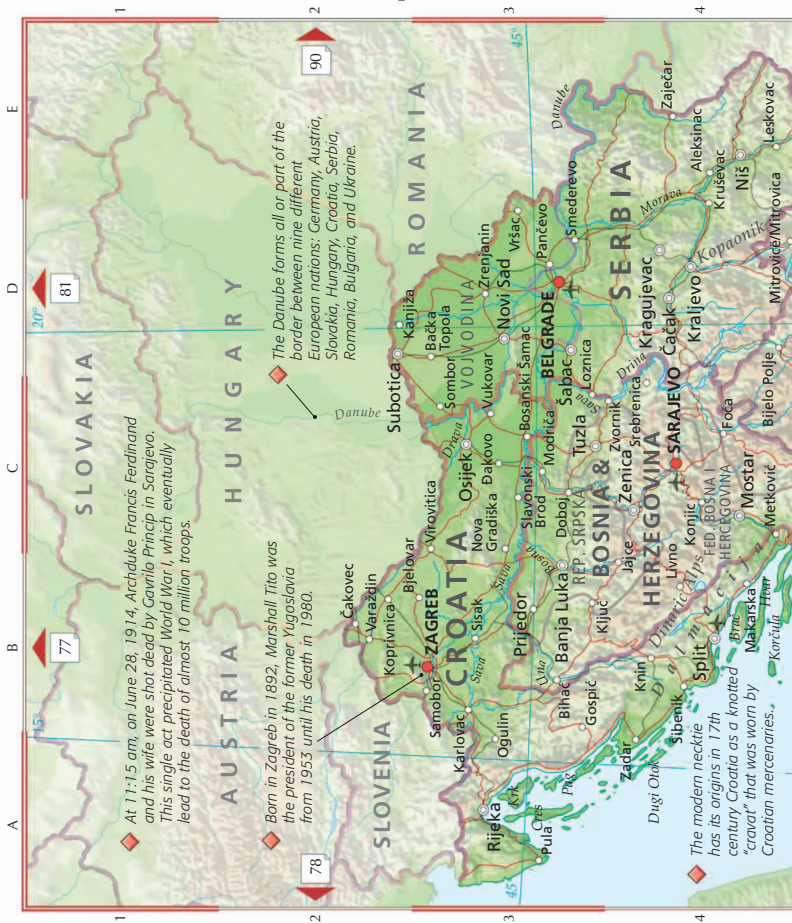 A
B
C
D
E
1
2
3
4
1
2
3
4
77
78
81
90
15°
20°
45°
45°
At 11:15 am, on June 28, 1914, Archduke Francis Ferdinand
and his wife were shot dead by Gavrilo Princip in Sarajevo.
This single act precipitated World War I, which eventually
lead to the death of almost 10 million troops.
Born in Zagreb in 1892, Marshall Tito was
the president of the former Yugoslavia
from 1953 until his death in 1980.
The Danube forms all or part of the
border between nine different
European nations: Germany, Austria,
Slovakia, Hungary, Croatia, Serbia,
Romania, Bulgaria, and Ukraine.
The modern necktie
has its origins in 17th
century Croatia as a knotted
"cravat" that was worn by
Croatian mercenaries.
SLOVAKIA
AUSTRIA
HUNGARY
ROMANIA
SLOVENIA
CROATIA
VOJVODINA
SERBIA
BOSNIA &
HERZEGOVINA
REP. SRPSKA
FED. BOSNA I
HERCEGOVINA
Danube
Danube
Drava
Sava
Sava
Sava
Una
Bosna
Drina
Morava
Kopaonik
Dinaric Alps
Dalmacija
Čakovec
Varaždin
Koprivnica
Bjelovar
Virovitica
ZAGREB
Samobor
Karlovac
Sisak
Ogulin
Rijeka
Krk
Cres
Pula
Pag
Dugi Otok
Zadar
Gospić
Knin
Šibenik
Split
Brač
Makarska
Hvar
Korčula
Metković
Nova
Gradiška
Slavonski
Brod
Osijek
Đakovo
Vukovar
Prijedor
Bihac
Banja Luka
Ključ
Jajce
Livno
Konjic
Mostar
Doboj
Modriča
Bosanski Šamac
Tuzla
Zenica
Zvornik
Srebrenica
SARAJEVO
Foča
Subotica
Kanjiža
Bačka
Topola
Sombor
Novi Sad
Zrenjanin
Vršac
Pančevo
BELGRADE
Šabac
Loznica
Smederevo
Kragujevac
Čačak
Kraljevo
Kruševac
Aleksinac
Zaječar
Niš
Leskovac
Mitrovicë/Mitrovica
Bijelo Polje